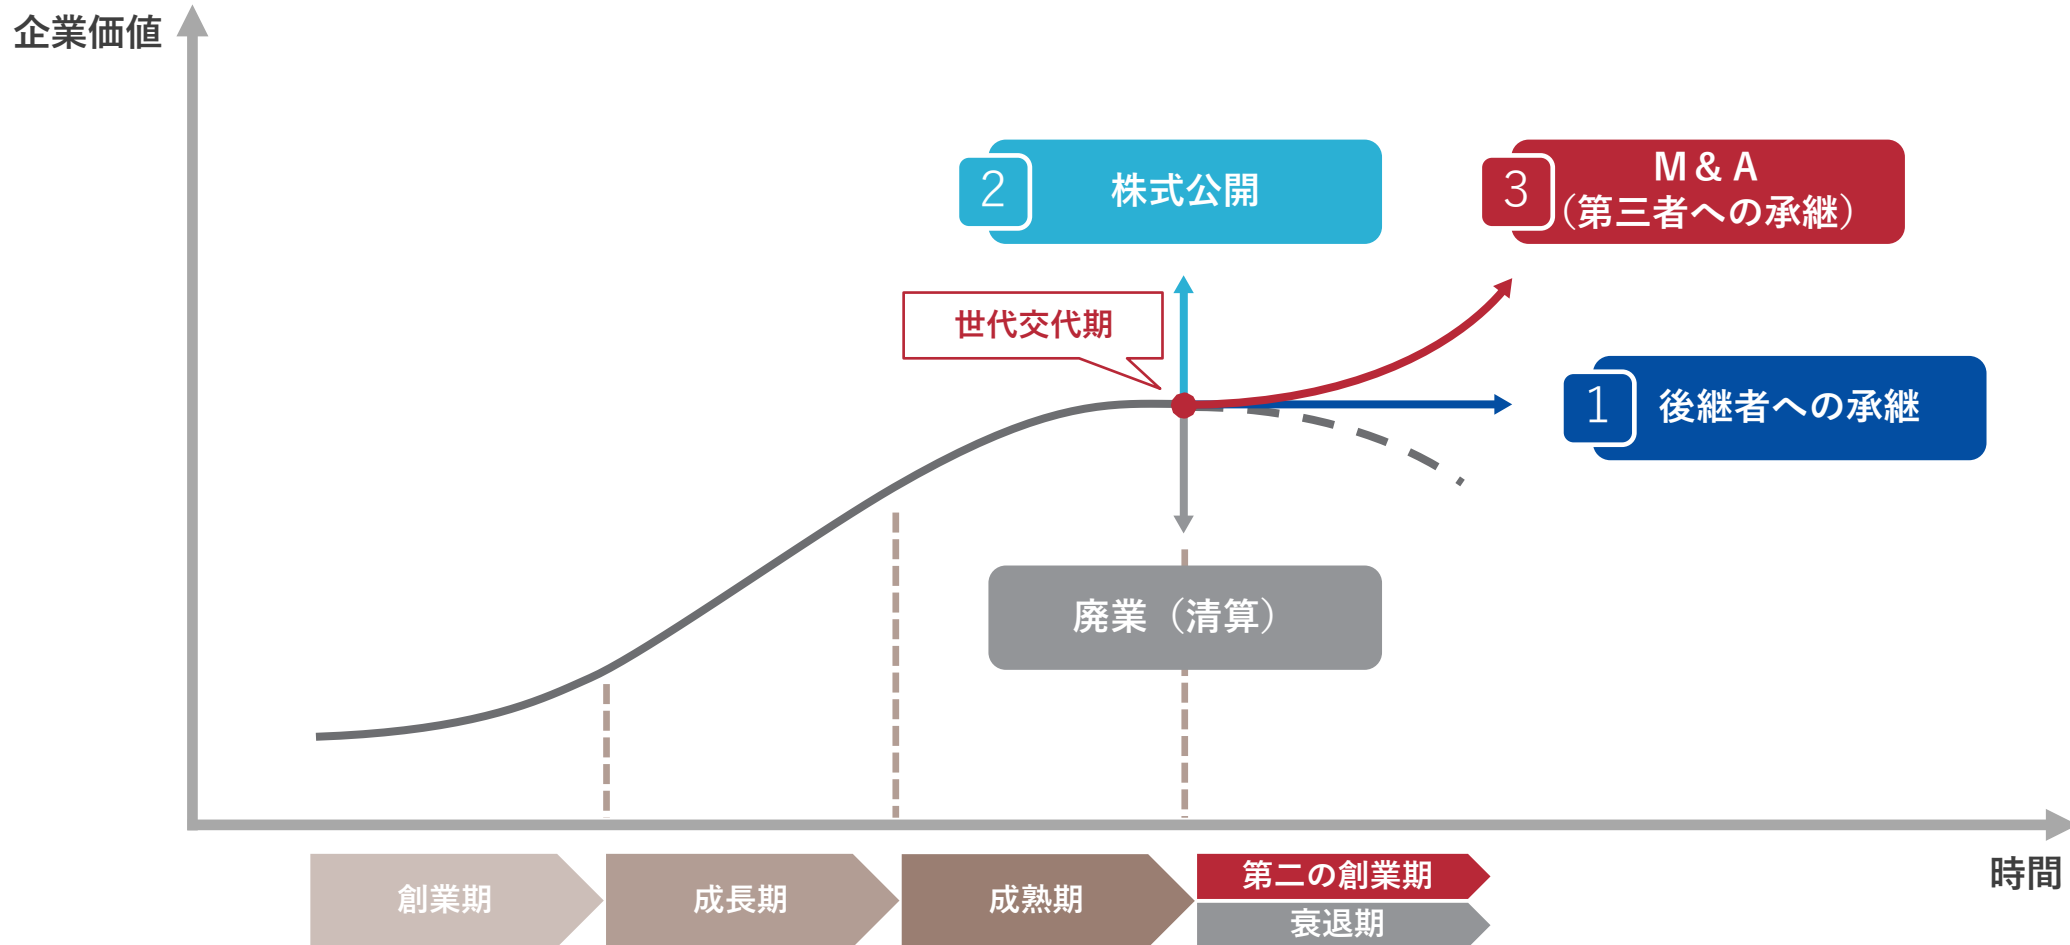 企業価値
2
株式公開
3
M & A
（第三者への承継）
世代交代期
1
後継者への承継
廃業（清算）
時間
創業期
成長期
成熟期
第二の創業期
衰退期